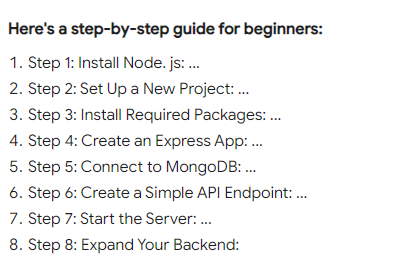 Here's a step-by-step guide for beginners:
1. Step 1: Install Node. js: ...
2. Step 2: Set Up a New Project: ...
3. Step 3: Install Required Packages: ...
4. Step 4: Create an Express App: ...
5. Step 5: Connect to MongoDB: ...
6. Step 6: Create a Simple API Endpoint: ...
7. Step 7: Start the Server: ...
8. Step 8: Expand Your Backend: